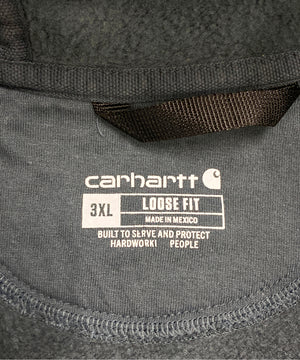 carhartt
3XL LOOSE FIT
MADE IN MEXICO
BUILT TO SERVE AND PROTECT
HARDWORKI PEOPLE